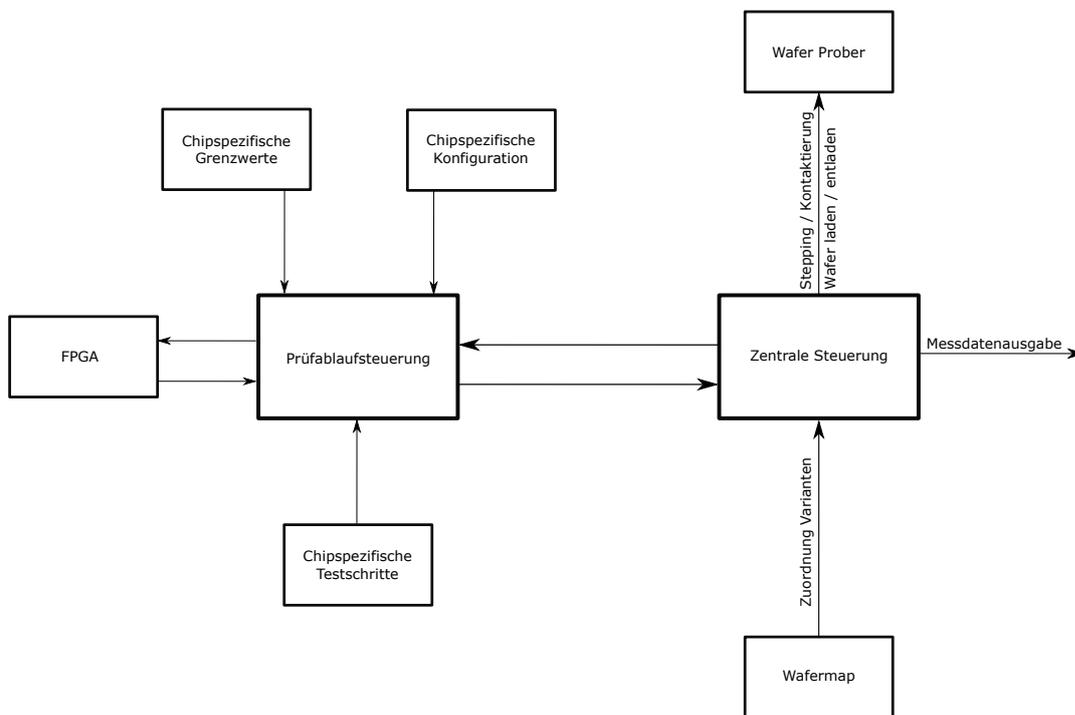 Wafer Prober
Chipspezifische
Grenzwerte
Chipspezifische
Konfiguration
Stepping / Kontaktierung
Wafer laden / entladen
FPGA
Prüfablaufsteuerung
Zentrale Steuerung
Messdatenausgabe
Chipspezifische
Testschritte
Zuordnung Varianten
Wafermap